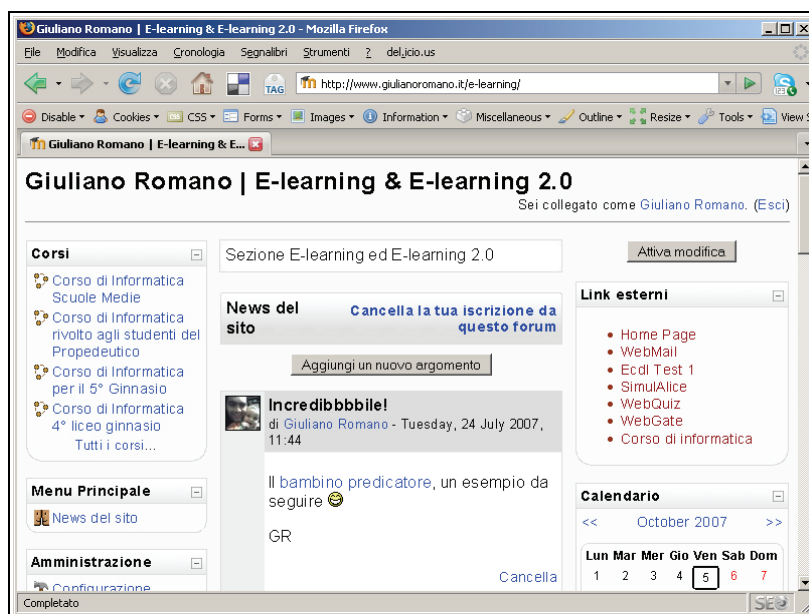 Giuliano Romano | E-learning & E-learning 2.0 - Mozilla Firefox
File Modifica Visualizza Cronologia Segnalibri Strumenti ? del.icio.us
TAG http://www.giulianoromano.it/e-learning/
Disable Cookies CSS Forms Images Information Miscellaneous Outline Resize Tools View S
Giuliano Romano | E-learning & E...
Giuliano Romano | E-learning & E-learning 2.0
Sei collegato come Giuliano Romano. (Esci)
Corsi
Corso di Informatica
Scuole Medie
Corso di Informatica
rivolto agli studenti del
Propedeutico
Corso di Informatica
per il 5° Ginnasio
Corso di Informatica
4° liceo ginnasio
Tutti i corsi...
Menu Principale
News del sito
Amministrazione
Configurazione
Sezione E-learning ed E-learning 2.0
News del
sito
Cancella la tua iscrizione da
questo forum
Aggiungi un nuovo argomento
Incredibbbbile!
di Giuliano Romano - Tuesday, 24 July 2007,
11:44
Il bambino predicatore, un esempio da
seguire
GR
Cancella
Attiva modifica
Link esterni
Home Page
WebMail
Ecdl Test 1
SimulAlice
WebQuiz
WebGate
Corso di informatica
Calendario
<< October 2007 >>
Lun Mar Mer Gio Ven Sab Dom
1 2 3 4 5 6 7
Completato
SEO